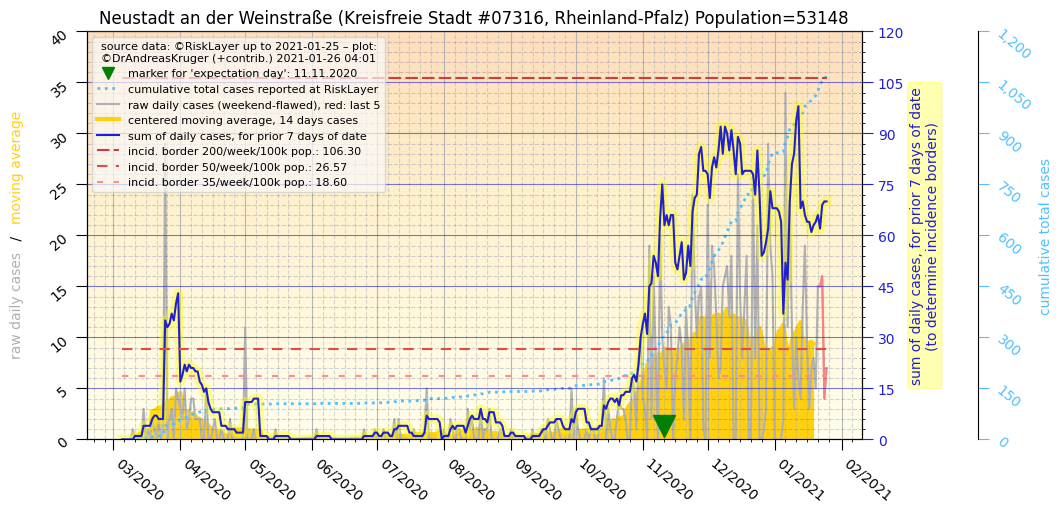 Neustadt an der Weinstraße (Kreisfreie Stadt #07316, Rheinland-Pfalz) Population=53148
source data: ©RiskLayer up to 2021-01-25 – plot:
©DrAndreasKruger (+contrib.) 2021-01-26 04:01
marker for 'expectation day': 11.11.2020
cumulative total cases reported at RiskLayer
raw daily cases (weekend-flawed), red: last 5
centered moving average, 14 days cases
sum of daily cases, for prior 7 days of date
incid. border 200/week/100k pop.: 106.30
incid. border 50/week/100k pop.: 26.57
incid. border 35/week/100k pop.: 18.60
raw daily cases / moving average
40
35
30
25
20
15
10
5
0
03/2020
04/2020
05/2020
06/2020
07/2020
08/2020
09/2020
10/2020
11/2020
12/2020
01/2021
02/2021
120
105
90
75
60
45
30
15
0
sum of daily cases, for prior 7 days of date
(to determine incidence borders)
1,200
1,050
900
750
600
450
300
150
0
cumulative total cases